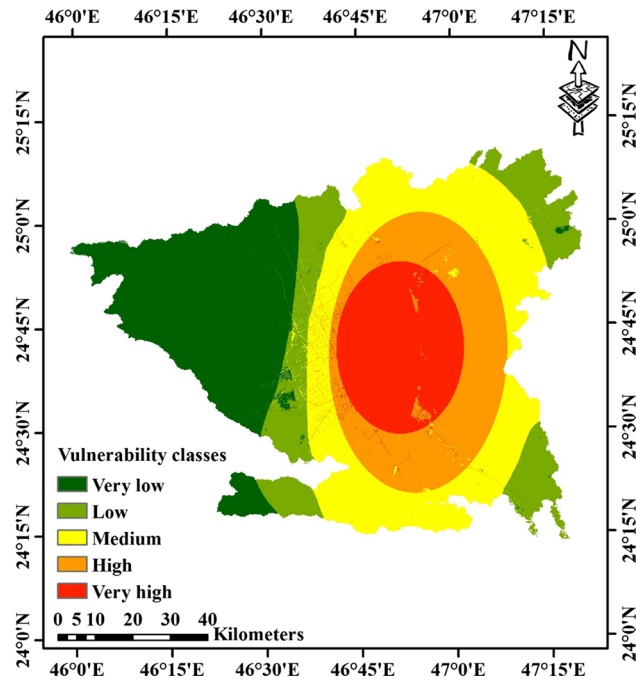 46°0'E 46°15'E 46°30'E 46°45'E 47°0'E 47°15'E
N
25°15'N 25°15'N
25°0'N 25°0'N
24°45'N 24°45'N
24°30'N 24°30'N
24°15'N 24°15'N
24°0'N 24°0'N
Vulnerability classes
Very low
Low
Medium
High
Very high
0 5 10 20 30 40
Kilometers
46°0'E 46°15'E 46°30'E 46°45'E 47°0'E 47°15'E